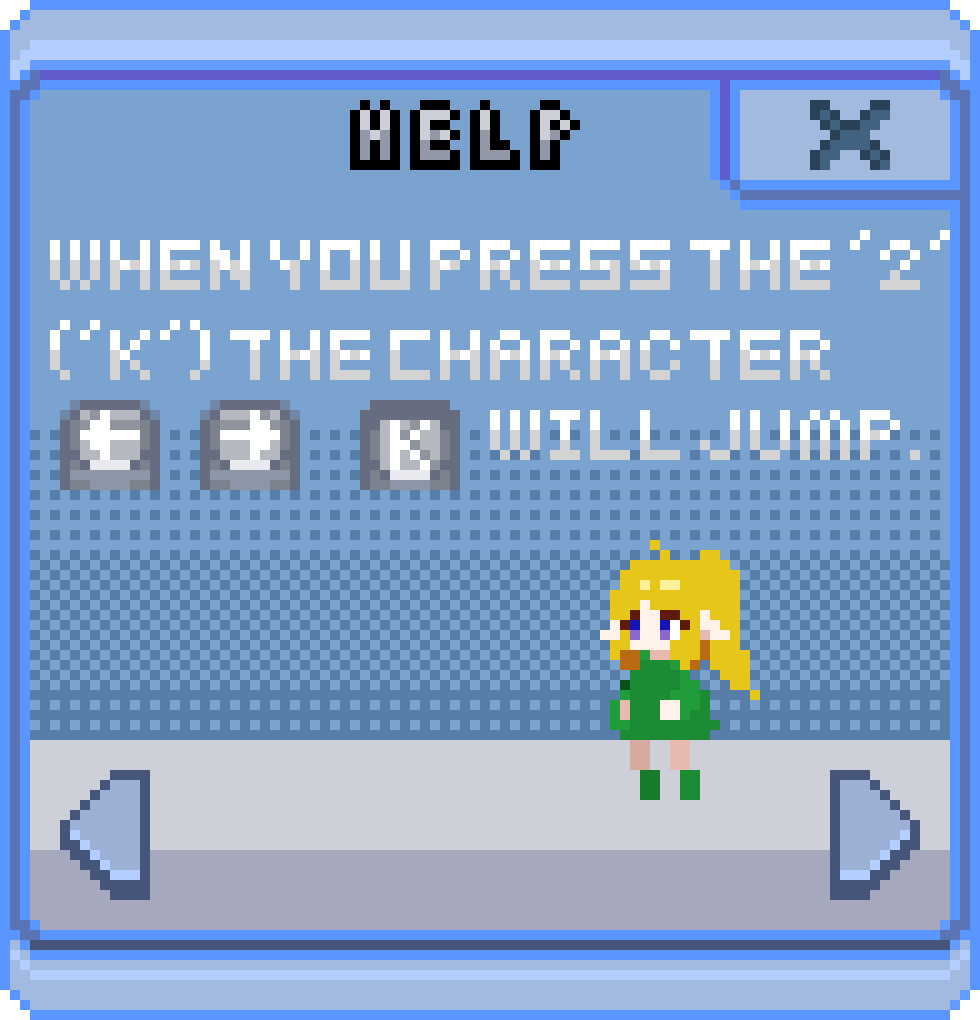 HELP
WHEN YOU PRESS THE '2'
('K') THE CHARACTER
K WILL JUMP.